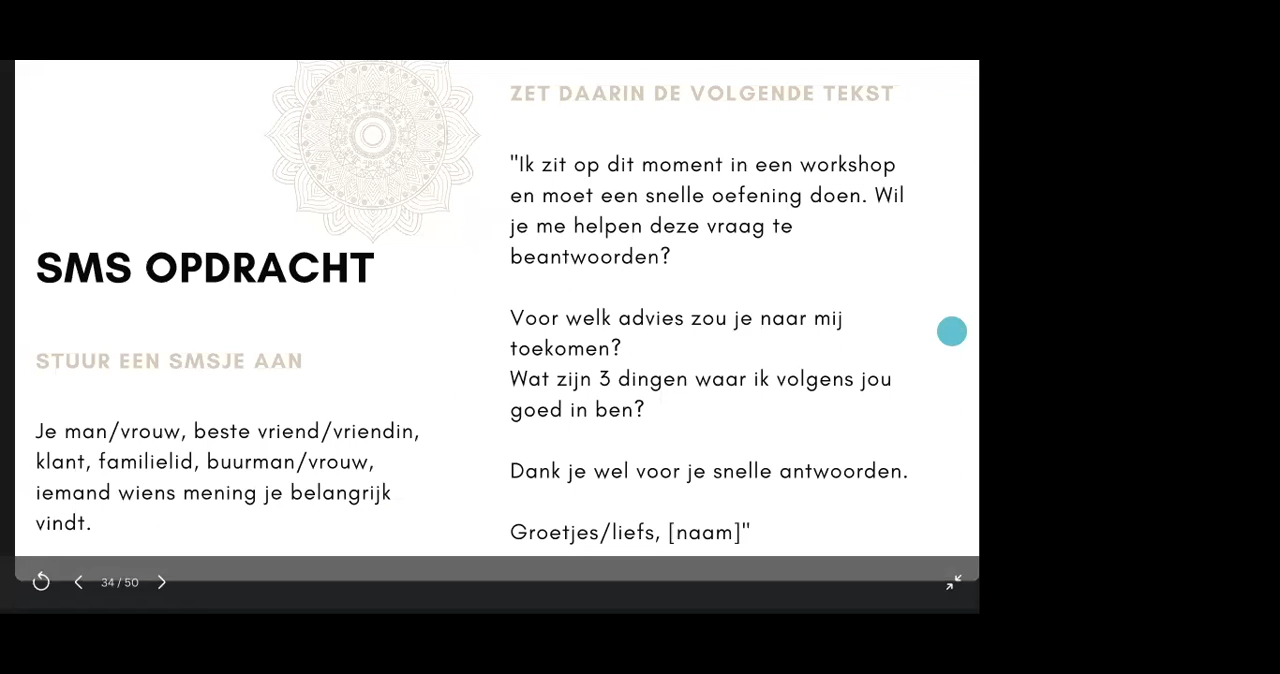 SMS OPDRACHT
STUUR EEN SMSJE AAN
Je man/vrouw, beste vriend/vriendin,
klant, familielid, buurman/vrouw,
iemand wiens mening je belangrijk
vindt.
ZET DAARIN DE VOLGENDE TEKST
"Ik zit op dit moment in een workshop
en moet een snelle oefening doen. Wil
je me helpen deze vraag te
beantwoorden?
Voor welk advies zou je naar mij
toekomen?
Wat zijn 3 dingen waar ik volgens jou
goed in ben?
Dank je wel voor je snelle antwoorden.
Groetjes/liefs, [naam]"
34 / 50